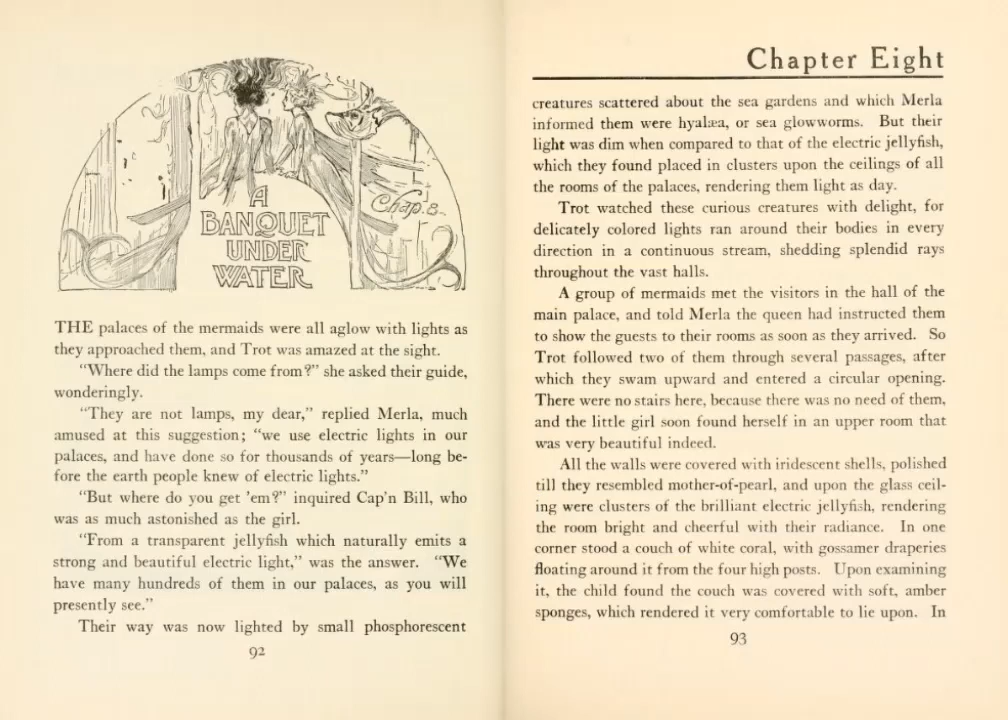 A
BANQUET
UNDER
WATER
Chap. 8-
THE palaces of the mermaids were all aglow with lights as
they approached them, and Trot was amazed at the sight.
"Where did the lamps come from?" she asked their guide,
wonderingly.
"They are not lamps, my dear," replied Merla, much
amused at this suggestion; "we use electric lights in our
palaces, and have done so for thousands of years—long be-
fore the earth people knew of electric lights."
"But where do you get 'em?" inquired Cap'n Bill, who
was as much astonished as the girl.
"From a transparent jellyfish which naturally emits a
strong and beautiful electric light," was the answer. "We
have many hundreds of them in our palaces, as you will
presently see."
Their way was now lighted by small phosphorescent
92
Chapter Eight
creatures scattered about the sea gardens and which Merla
informed them were hyalæa, or sea glowworms. But their
light was dim when compared to that of the electric jellyfish,
which they found placed in clusters upon the ceilings of all
the rooms of the palaces, rendering them light as day.
Trot watched these curious creatures with delight, for
delicately colored lights ran around their bodies in every
direction in a continuous stream, shedding splendid rays
throughout the vast halls.
A group of mermaids met the visitors in the hall of the
main palace, and told Merla the queen had instructed them
to show the guests to their rooms as soon as they arrived. So
Trot followed two of them through several passages, after
which they swam upward and entered a circular opening.
There were no stairs here, because there was no need of them,
and the little girl soon found herself in an upper room that
was very beautiful indeed.
All the walls were covered with iridescent shells, polished
till they resembled mother-of-pearl, and upon the glass ceil-
ing were clusters of the brilliant electric jellyfish, rendering
the room bright and cheerful with their radiance. In one
corner stood a couch of white coral, with gossamer draperies
floating around it from the four high posts. Upon examining
it, the child found the couch was covered with soft, amber
sponges, which rendered it very comfortable to lie upon. In
93